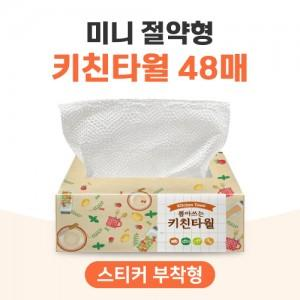 미니 절약형
키친타월 48매
Kitchen Towel
뽑아쓰는
키친타월
스티커 부착형